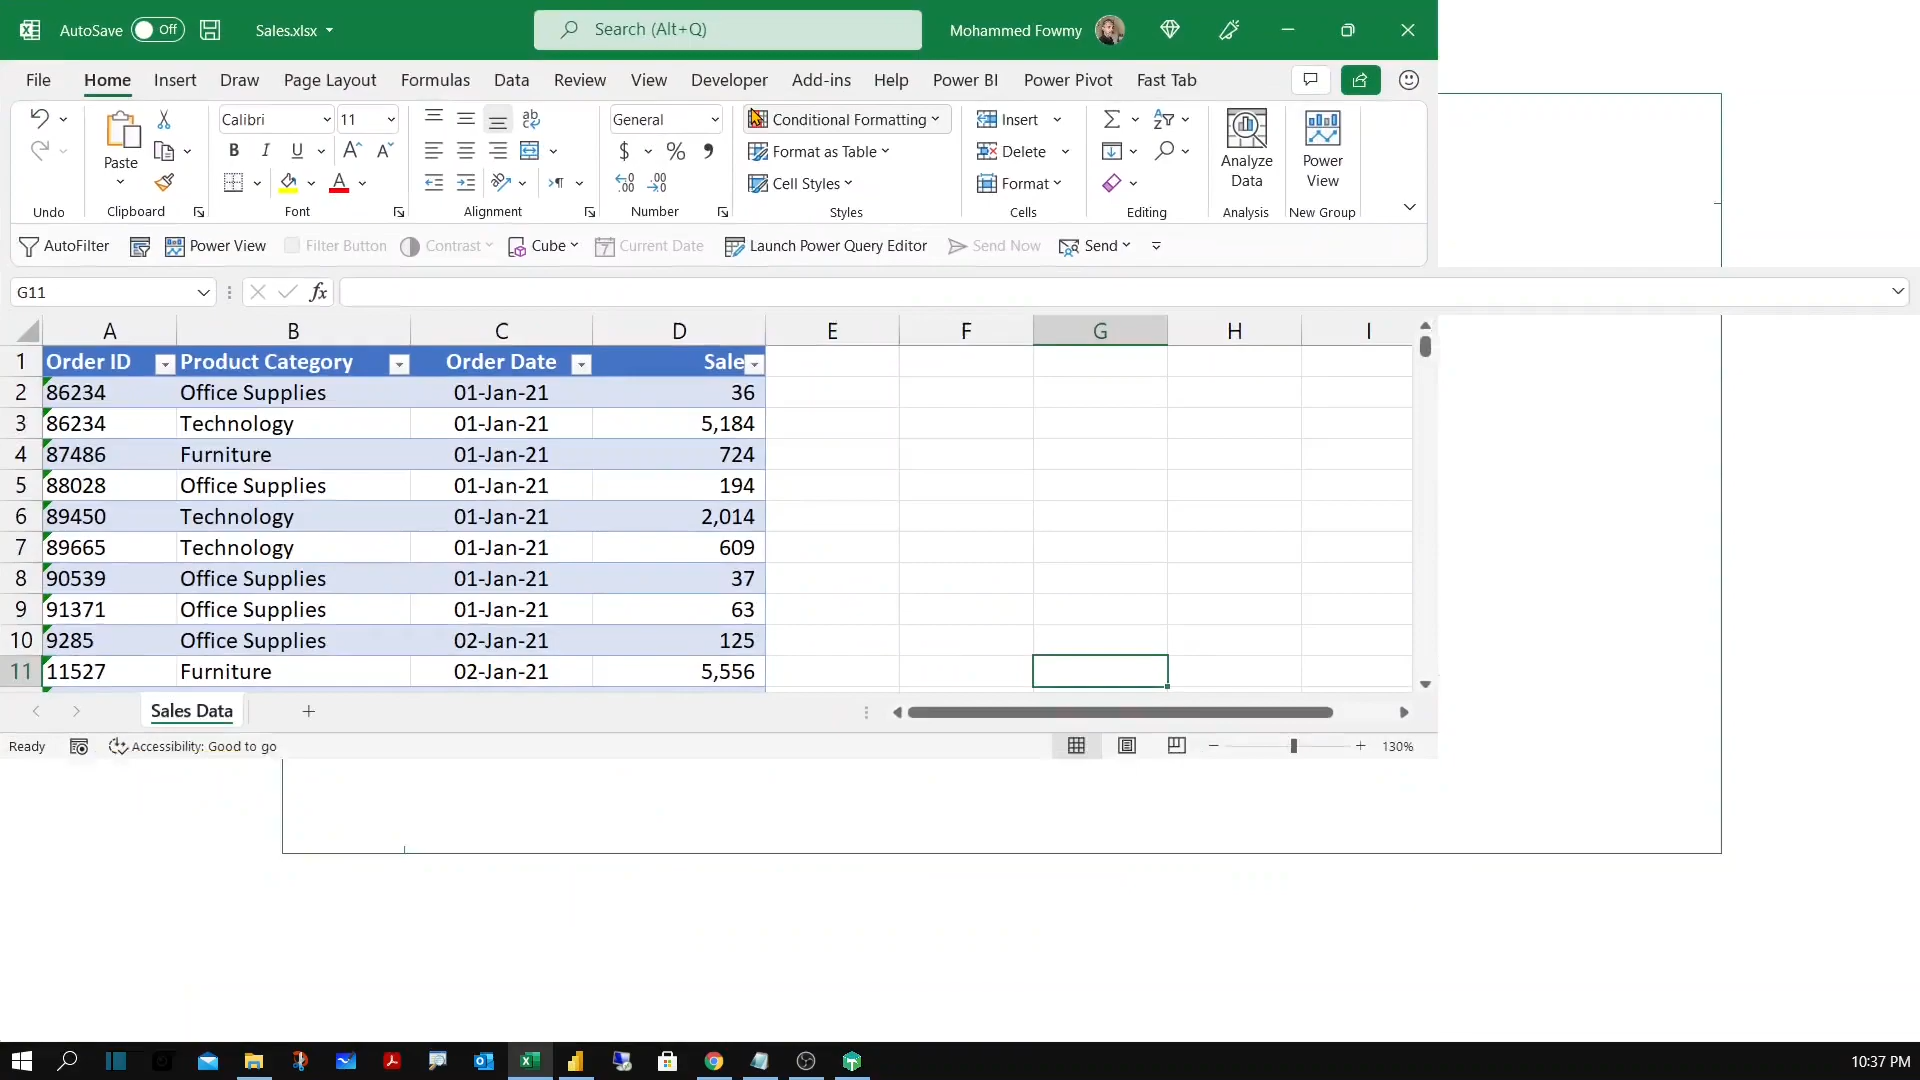 AutoSave Off Sales.xlsx Search (Alt+Q) Mohammed Fowmy
File Home Insert Draw Page Layout Formulas Data Review View Developer Add-ins Help Power BI Power Pivot Fast Tab
Calibri 11 General Conditional Formatting Insert
Paste B I U Format as Table Delete Analyze Data Power View
$ % Cell Styles Format
Undo Clipboard Font Alignment Number Styles Cells Editing Analysis New Group
AutoFilter Power View Filter Button Contrast Cube Current Date Launch Power Query Editor Send Now Send
G11 fx
A B C D E F G H I
1 Order ID Product Category Order Date Sale
2 86234 Office Supplies 01-Jan-21 36
3 86234 Technology 01-Jan-21 5,184
4 87486 Furniture 01-Jan-21 724
5 88028 Office Supplies 01-Jan-21 194
6 89450 Technology 01-Jan-21 2,014
7 89665 Technology 01-Jan-21 609
8 90539 Office Supplies 01-Jan-21 37
9 91371 Office Supplies 01-Jan-21 63
10 9285 Office Supplies 02-Jan-21 125
11 11527 Furniture 02-Jan-21 5,556
Sales Data
Ready Accessibility: Good to go 130%
10:37 PM